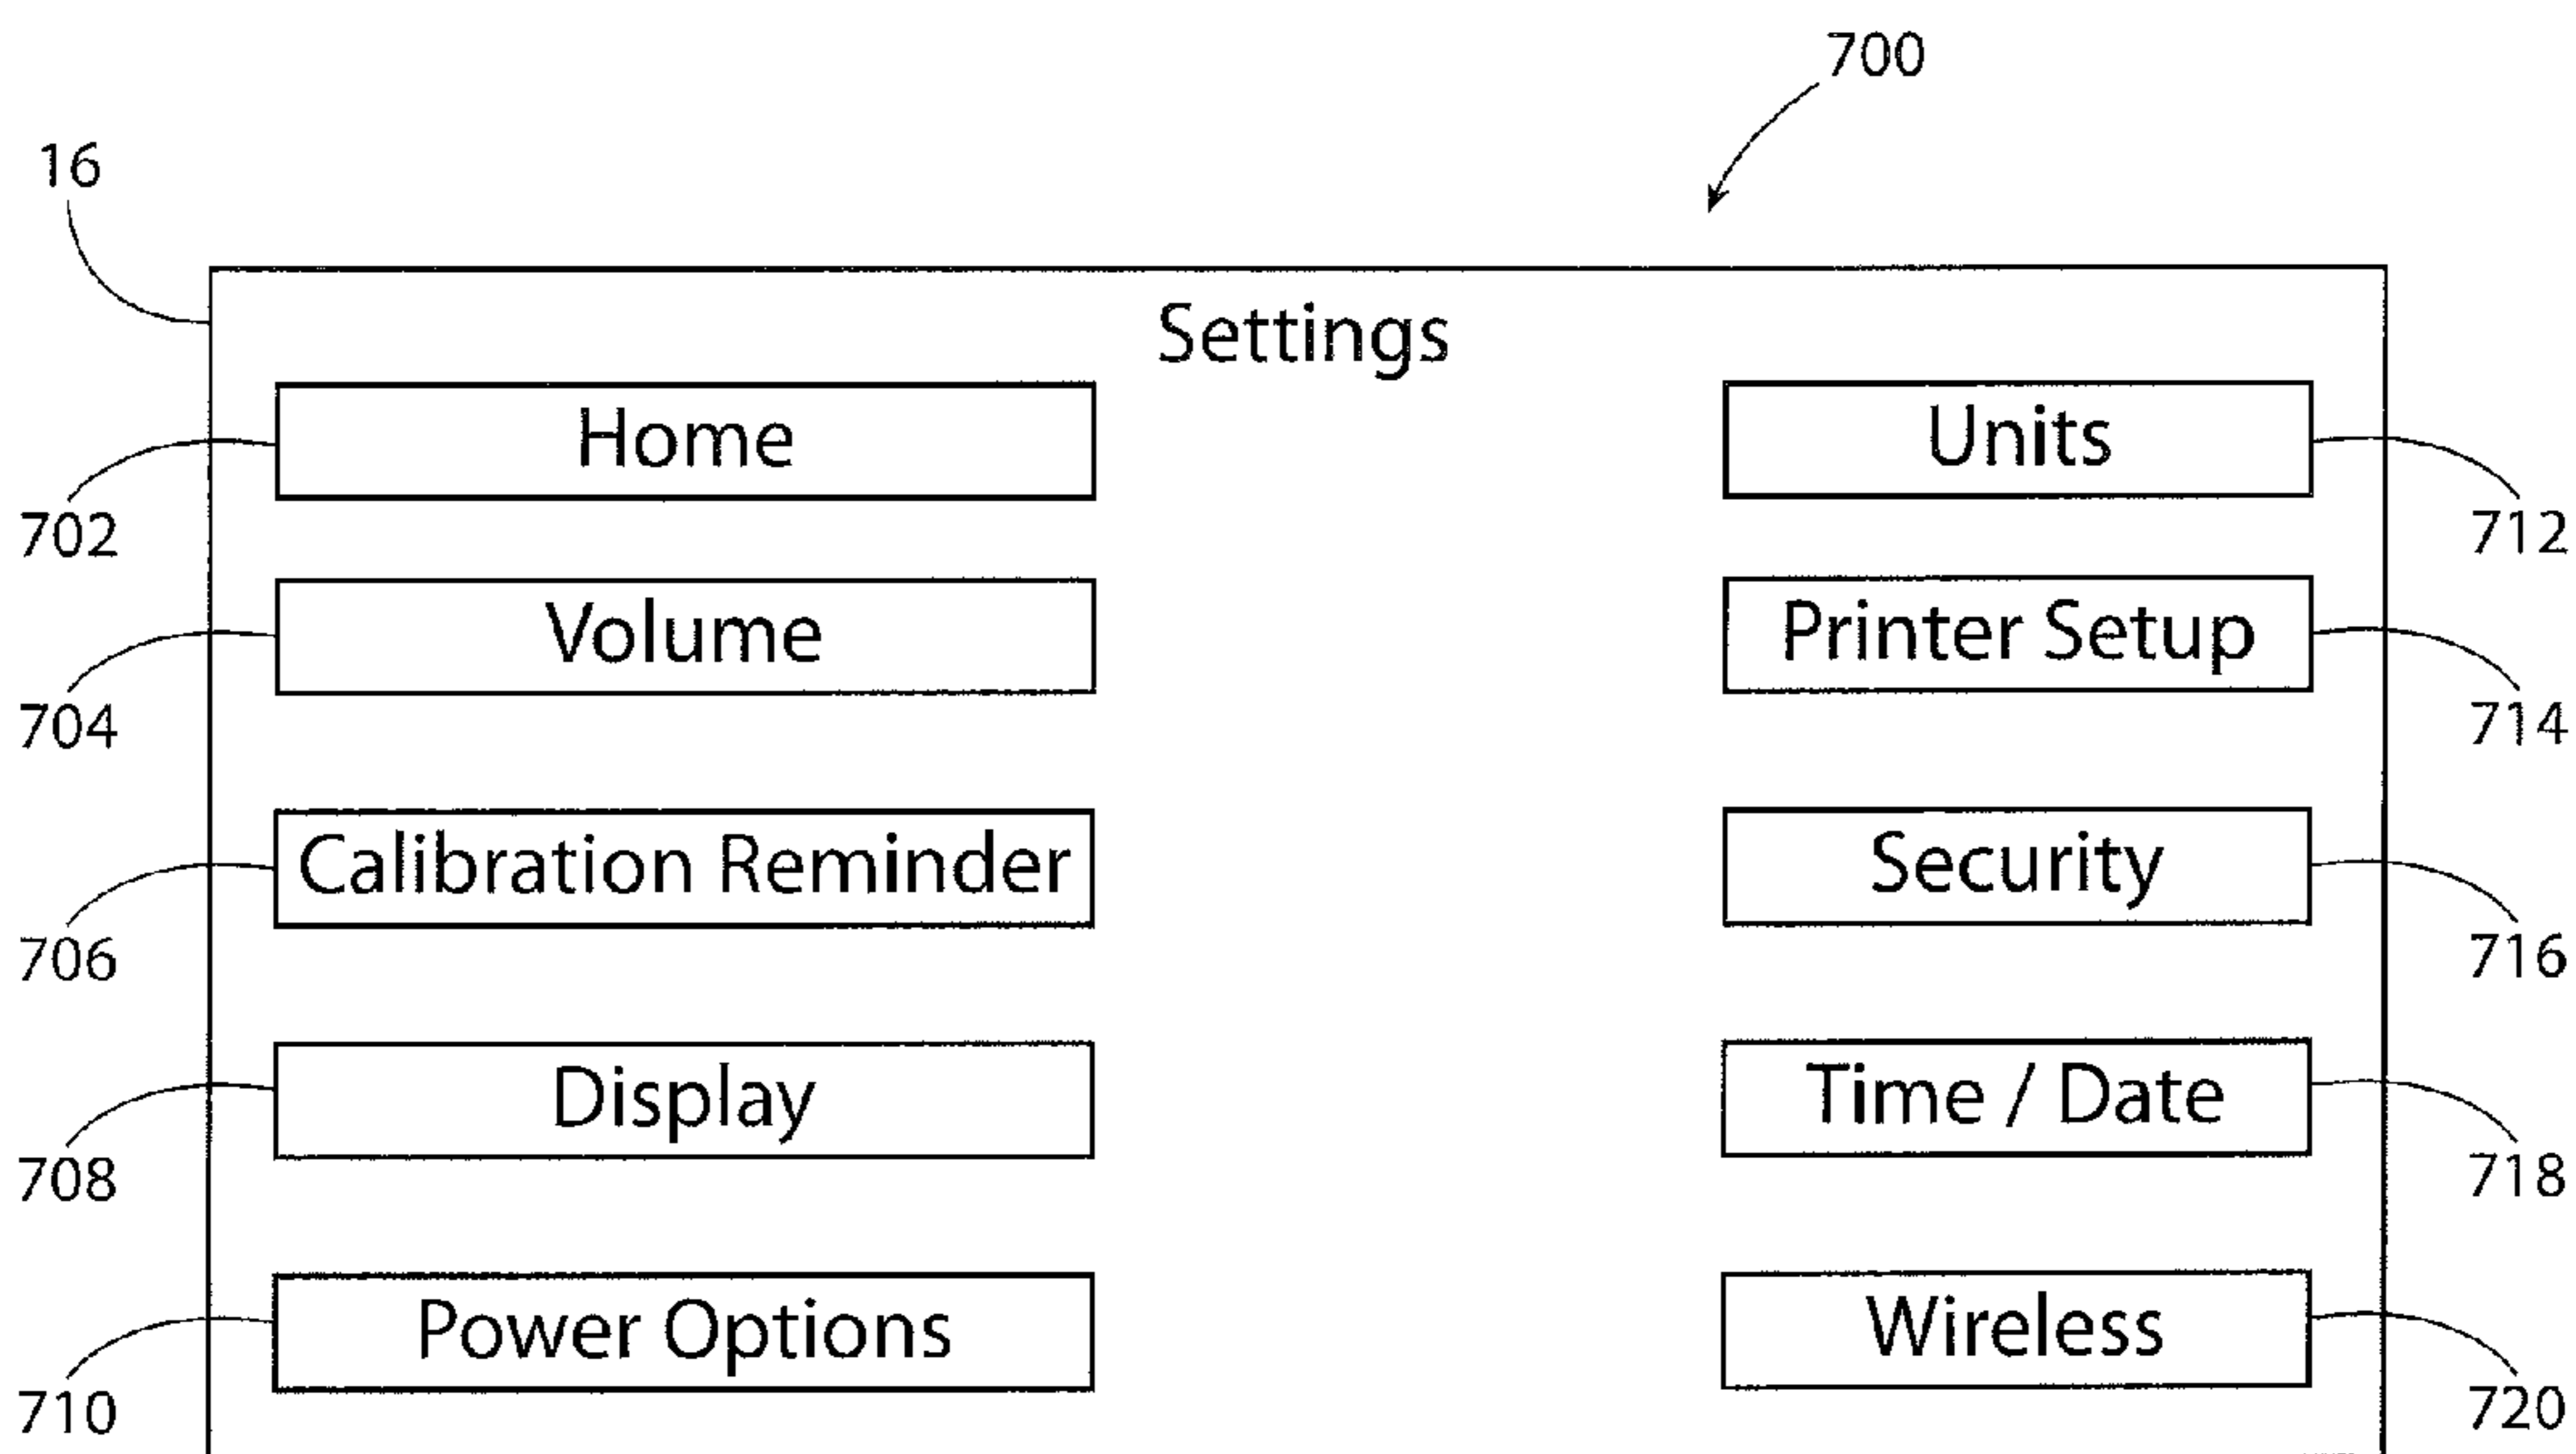 700
16
Settings
Home
Units
702
712
Volume
Printer Setup
704
714
Calibration Reminder
Security
706
716
Display
Time / Date
708
718
Power Options
Wireless
710
720